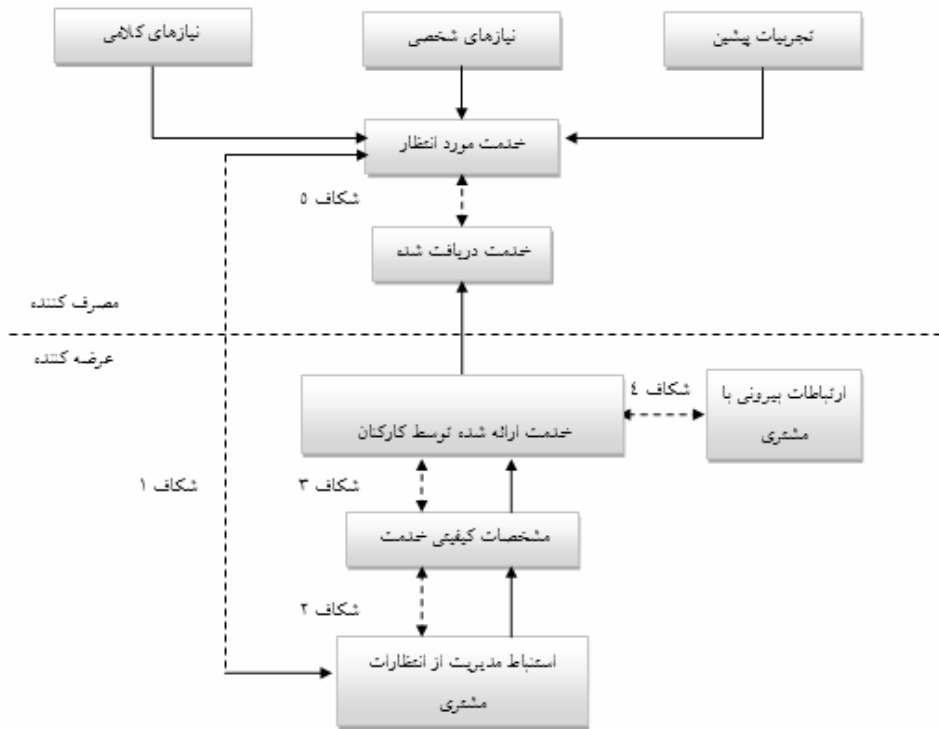 نیازهای کلامی
نیازهای شخصی
تجربیات پیشین
خدمت مورد انتظار
شکاف ۵
خدمت دریافت شده
مصرف کننده
عرضه کننده
شکاف ٤
ارتباطات بیرونی با
مشتری
خدمت ارائه شده توسط کارکنان
شکاف ۱
شکاف ۳
مشخصات کیفیتی خدمت
شکاف ۲
استنباط مدیریت از انتظارات
مشتری